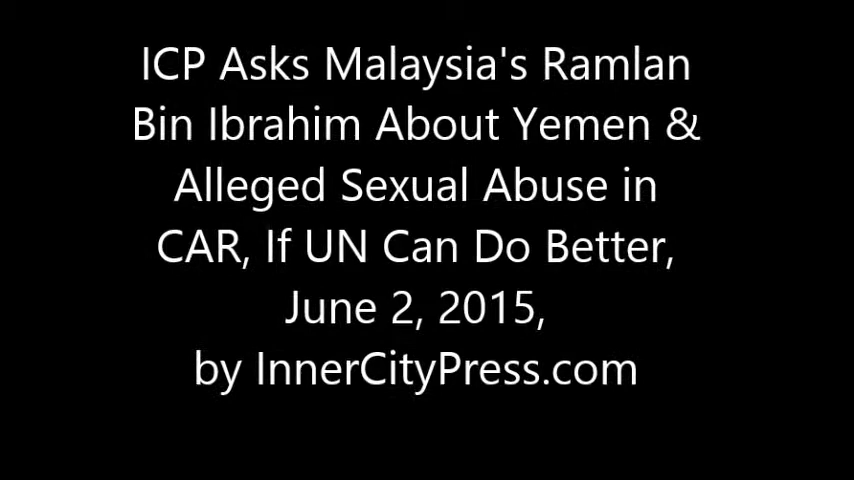 ICP Asks Malaysia's Ramlan
Bin Ibrahim About Yemen &
Alleged Sexual Abuse in
CAR, If UN Can Do Better,
June 2, 2015,
by InnerCityPress.com